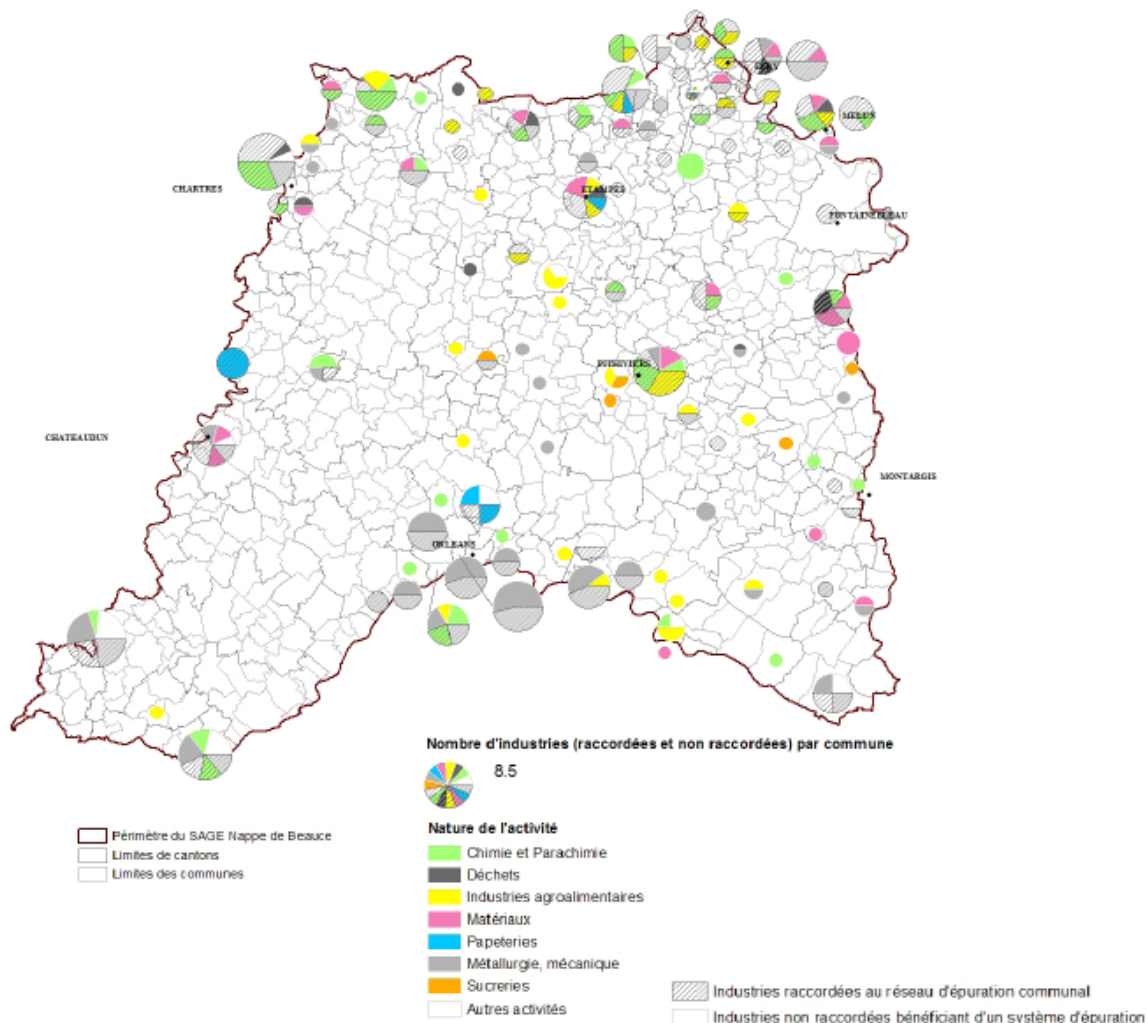 EVRY
MELUN
CHARTRES
ETAMPES
FONTAINEBLEAU
PITHIVIERS
CHATEAUDUN
MONTARGIS
ORLEANS
Nombre d'industries (raccordées et non raccordées) par commune
8.5
Périmètre du SAGE Nappe de Beauce
Limites de cantons
Limites des communes
Nature de l'activité
Chimie et Parachimie
Déchets
Industries agroalimentaires
Matériaux
Papeteries
Métallurgie, mécanique
Sucreries
Autres activités
Industries raccordées au réseau d'épuration communal
Industries non raccordées bénéficiant d'un système d'épuration